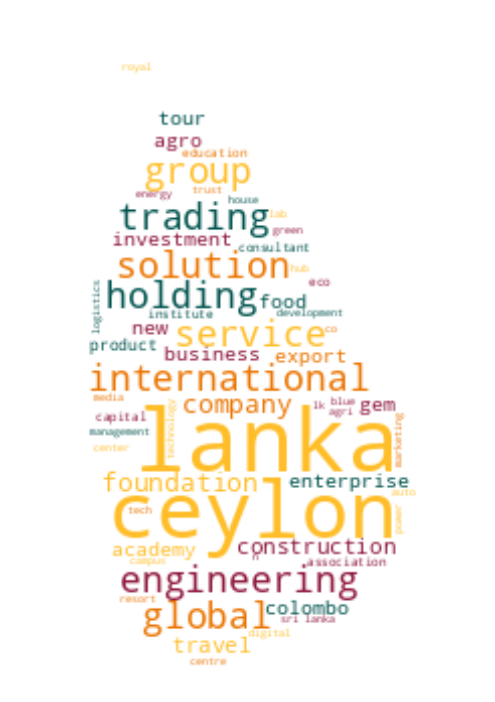 royal
tour
agro
education
group
energy trust
house
trading lab
green
investment consultant
solution hub
eco
holding food
logistics
institute development
new service co
product
business export
international
media
company lk blue gem
agri
capital
lanka
technology
management
marketing
center
foundation enterprise
auto
ceylon
tech
power
construction
academy
n
campus association
engineering
resort
global colombo
sri lanka
digital
travel
centre